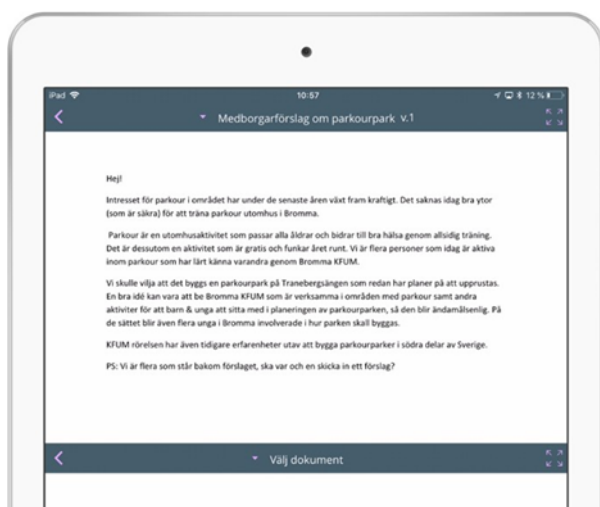 iPad 10:57 12 %
Medborgarförslag om parkourpark v.1
Hej!
Intresset för parkour i området har under de senaste åren växt fram kraftigt. Det saknas idag bra ytor
(som är säkra) för att träna parkour utomhus i Bromma.
Parkour är en utomhusaktivitet som passar alla åldrar och bidrar till bra hälsa genom allsidig träning.
Det är dessutom en aktivitet som är gratis och funkar året runt. Vi är flera personer som idag är aktiva
inom parkour som har lärt känna varandra genom Bromma KFUM.
Vi skulle vilja att det byggs en parkourpark på Tranebergsängen som redan har planer på att upprustas.
En bra idé kan vara att be Bromma KFUM som är verksamma i områden med parkour samt andra
aktiviter för att barn & unga att sitta med i planeringen av parkourparken, så den blir ändamålsenlig. På
de sättet blir även flera unga i Bromma involverade i hur parken skall byggas.
KFUM rörelsen har även tidigare erfarenheter utav att bygga parkourparker i södra delar av Sverige.
PS: Vi är flera som står bakom förslaget, ska var och en skicka in ett förslag?
Välj dokument